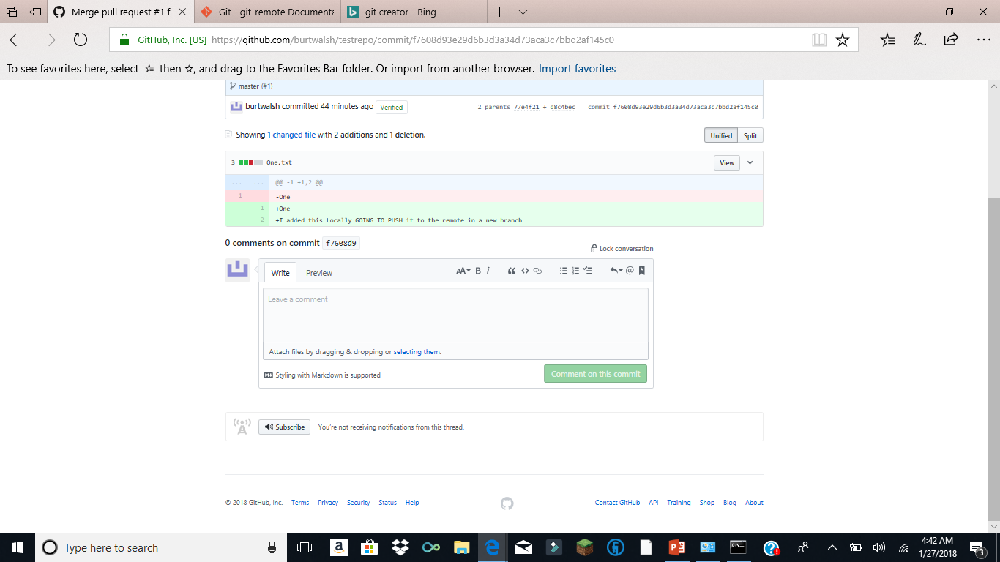 Merge pull request #1 f
Git - git-remote Documenta
git creator - Bing
GitHub, Inc. [US] https://github.com/burtwalsh/testrepo/commit/f7608d93e29d6b3d3a34d73aca3c7bbd2af145c0
To see favorites here, select then , and drag to the Favorites Bar folder. Or import from another browser. Import favorites
master (#1)
burtwalsh committed 44 minutes ago Verified 2 parents 77e4f21 + d8c4bec commit f7608d93e29d6b3d3a34d73aca3c7bbd2af145c0
Showing 1 changed file with 2 additions and 1 deletion. Unified Split
3 One.txt View
... ... @@ -1 +1,2 @@
1 -One
1 +One
2 +I added this Locally GOING TO PUSH it to the remote in a new branch
0 comments on commit f7608d9
Lock conversation
Write Preview AA B i
Leave a comment
Attach files by dragging & dropping or selecting them.
Styling with Markdown is supported Comment on this commit
Subscribe You're not receiving notifications from this thread.
© 2018 GitHub, Inc. Terms Privacy Security Status Help Contact GitHub API Training Shop Blog About
Type here to search
4:42 AM
1/27/2018
3